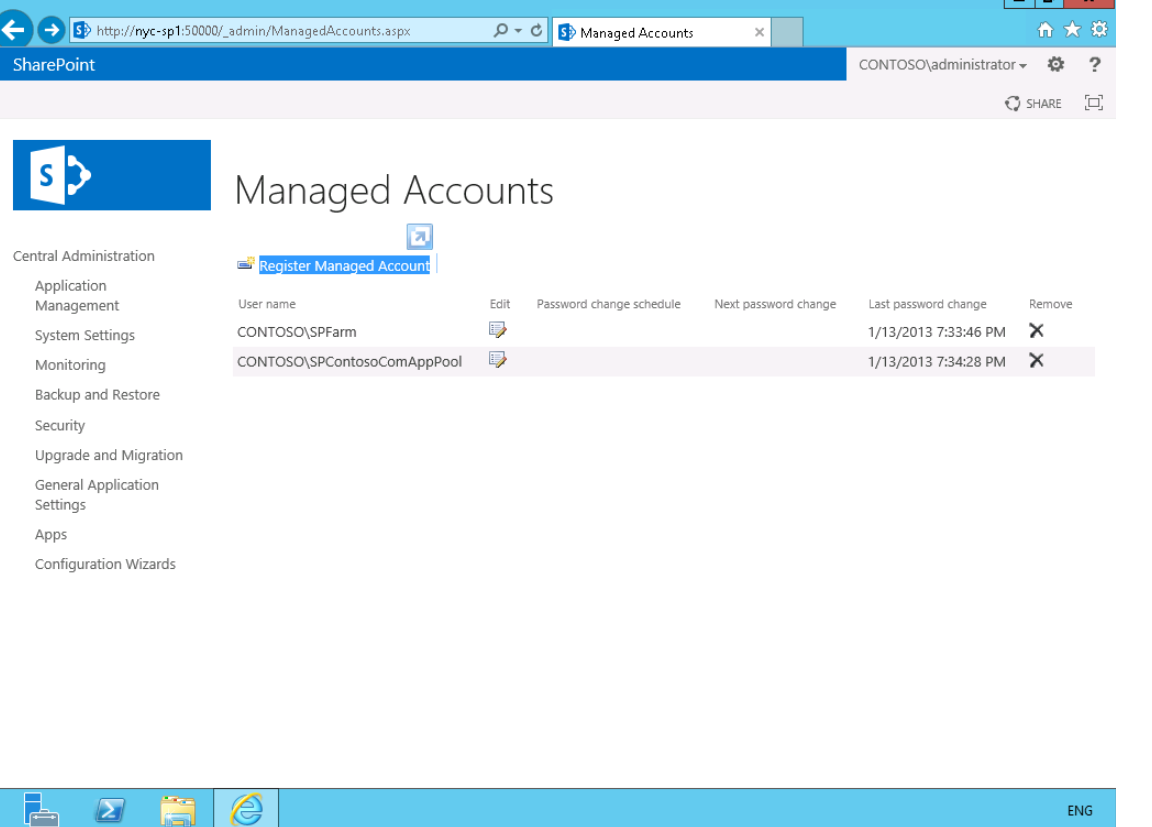 http://nyc-sp1:50000/_admin/ManagedAccounts.aspx
Managed Accounts
SharePoint
CONTOSO\administrator
?
SHARE
S
Managed Accounts
Central Administration
Application
Management
System Settings
Monitoring
Backup and Restore
Security
Upgrade and Migration
General Application
Settings
Apps
Configuration Wizards
Register Managed Account
User name Edit Password change schedule Next password change Last password change Remove
CONTOSO\SPFarm 1/13/2013 7:33:46 PM
CONTOSO\SPContosoComAppPool 1/13/2013 7:34:28 PM
ENG